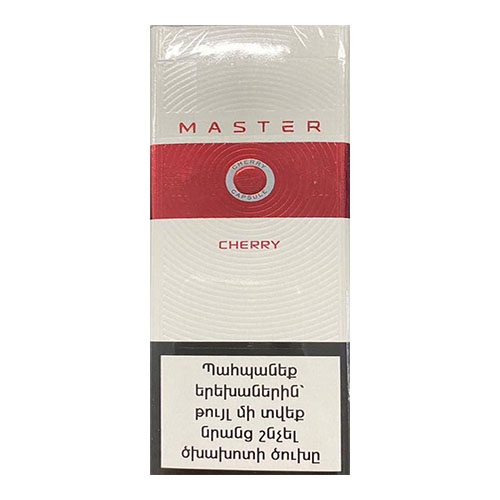 MASTER
CHERRY
CAPSULE
CHERRY
Պահպանեք
երեխաներին՝
թույլ մի տվեք
նրանց շնչել
ծխախոտի ծուխը